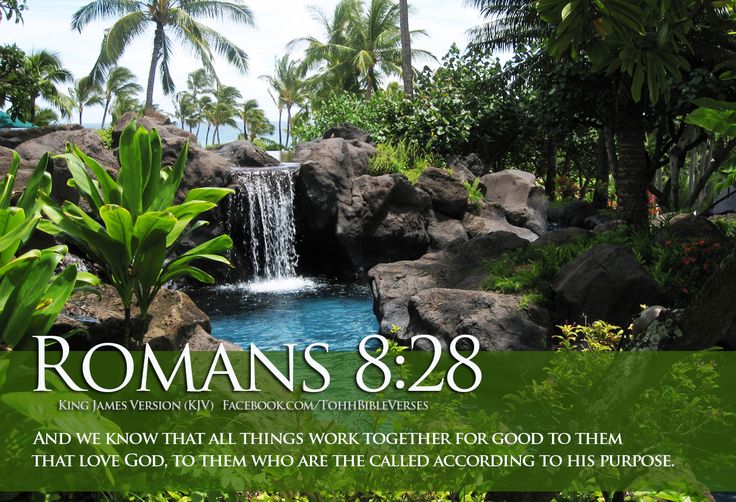 Romans 8:28
King James Version (KJV) Facebook.com/TohhBibleVerses
And we know that all things work together for good to them
that love God, to them who are the called according to his purpose.